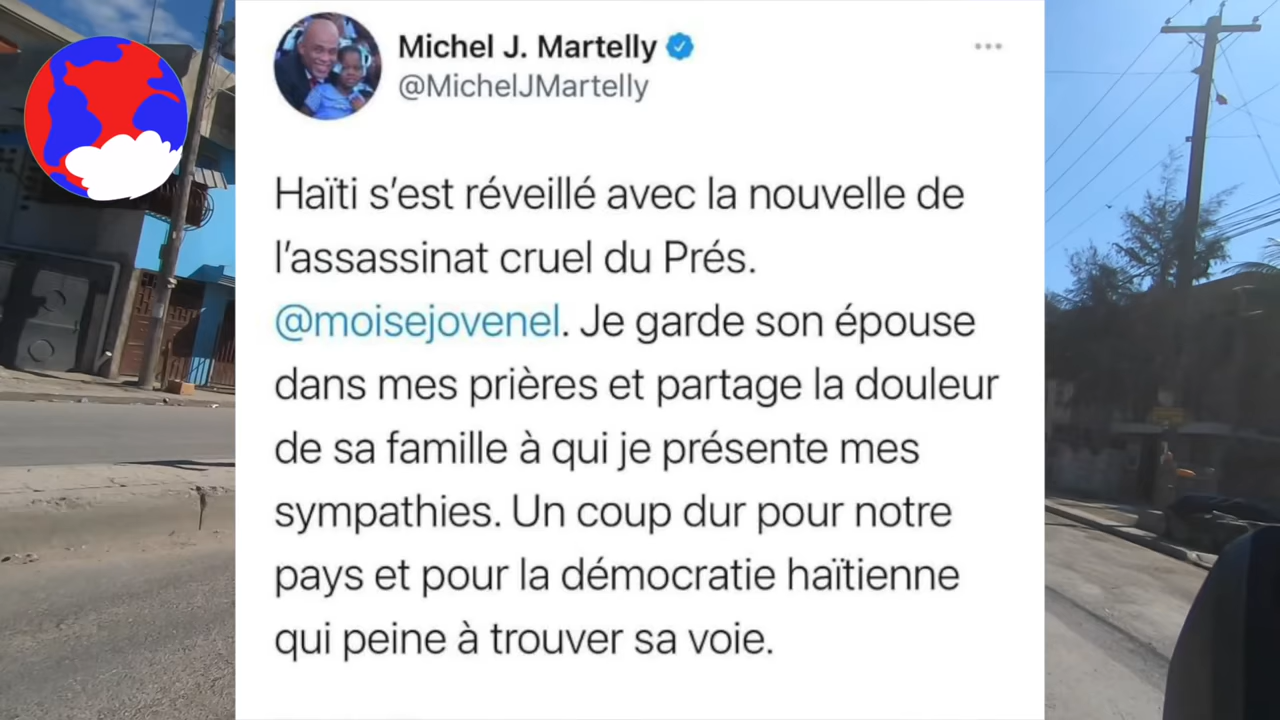 Michel J. Martelly
@MichelJMartelly
Haïti s’est réveillé avec la nouvelle de
l’assassinat cruel du Prés.
@moisejovenel. Je garde son épouse
dans mes prières et partage la douleur
de sa famille à qui je présente mes
sympathies. Un coup dur pour notre
pays et pour la démocratie haïtienne
qui peine à trouver sa voie.